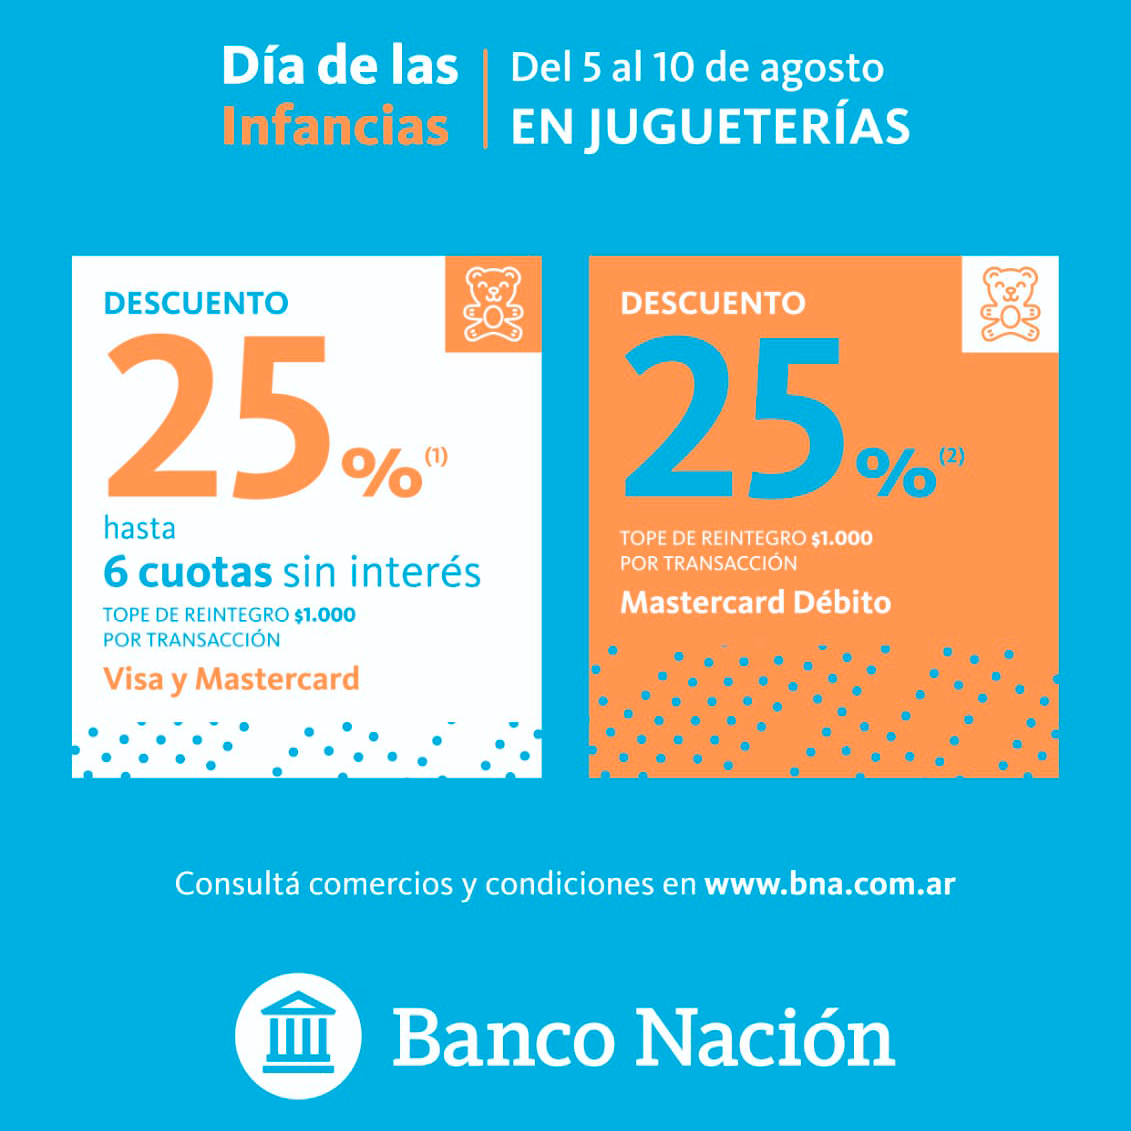 Día de las
Infancias
Del 5 al 10 de agosto
EN JUGUETERÍAS
DESCUENTO
25%(1)
hasta
6 cuotas sin interés
TOPE DE REINTEGRO $1.000
POR TRANSACCIÓN
Visa y Mastercard
DESCUENTO
25%(2)
TOPE DE REINTEGRO $1.000
POR TRANSACCIÓN
Mastercard Débito
Consultá comercios y condiciones en www.bna.com.ar
Banco Nación